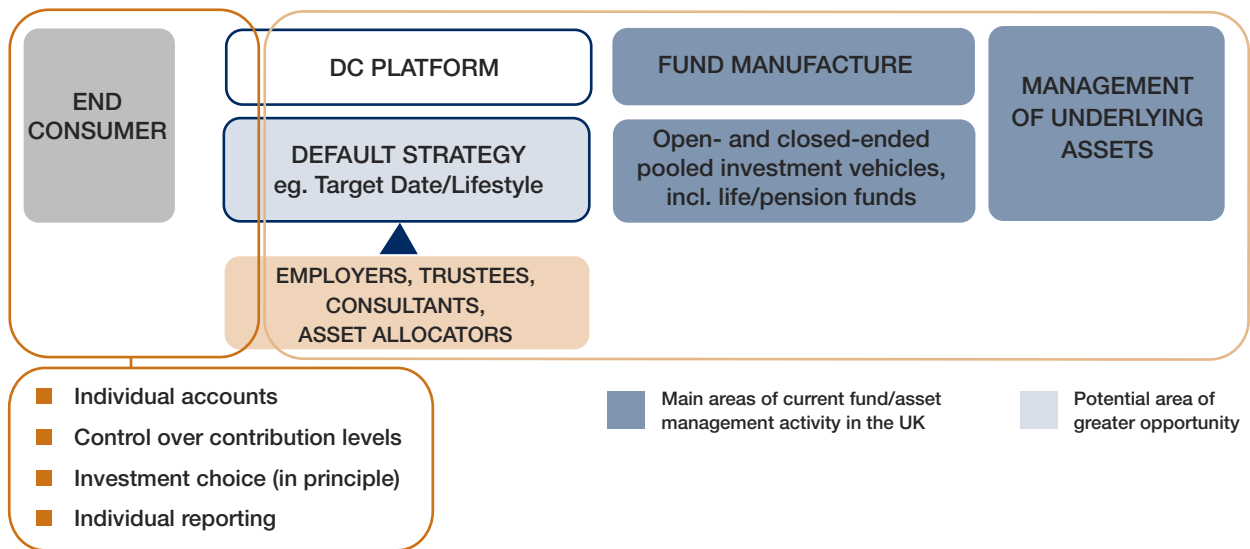 END
CONSUMER
DC PLATFORM
DEFAULT STRATEGY
eg. Target Date/Lifestyle
EMPLOYERS, TRUSTEES,
CONSULTANTS,
ASSET ALLOCATORS
FUND MANUFACTURE
Open- and closed-ended
pooled investment vehicles,
incl. life/pension funds
MANAGEMENT
OF UNDERLYING
ASSETS
Individual accounts
Control over contribution levels
Investment choice (in principle)
Individual reporting
Main areas of current fund/asset
management activity in the UK
Potential area of
greater opportunity